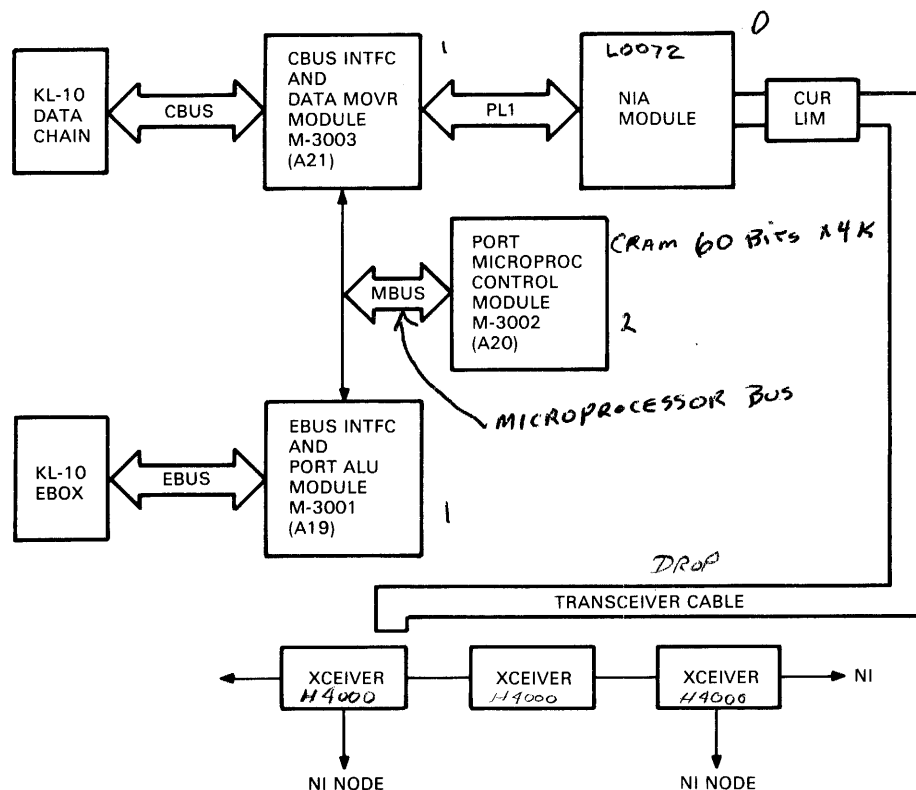 0
CBUS INTFC
AND
DATA MOVR
MODULE
M-3003
(A21)
1
L0072
NIA
MODULE
CUR
LIM
KL-10
DATA
CHAIN
CBUS
PL1
PORT
MICROPROC
CONTROL
MODULE
M-3002
(A20)
CRAM 60 BITS X4K
2
MBUS
MICROPROCESSOR BUS
EBUS INTFC
AND
PORT ALU
MODULE
M-3001
(A19)
1
KL-10
EBOX
EBUS
DROP
TRANSCEIVER CABLE
XCEIVER
H4000
XCEIVER
H4000
XCEIVER
H4000
NI
NI NODE
NI NODE